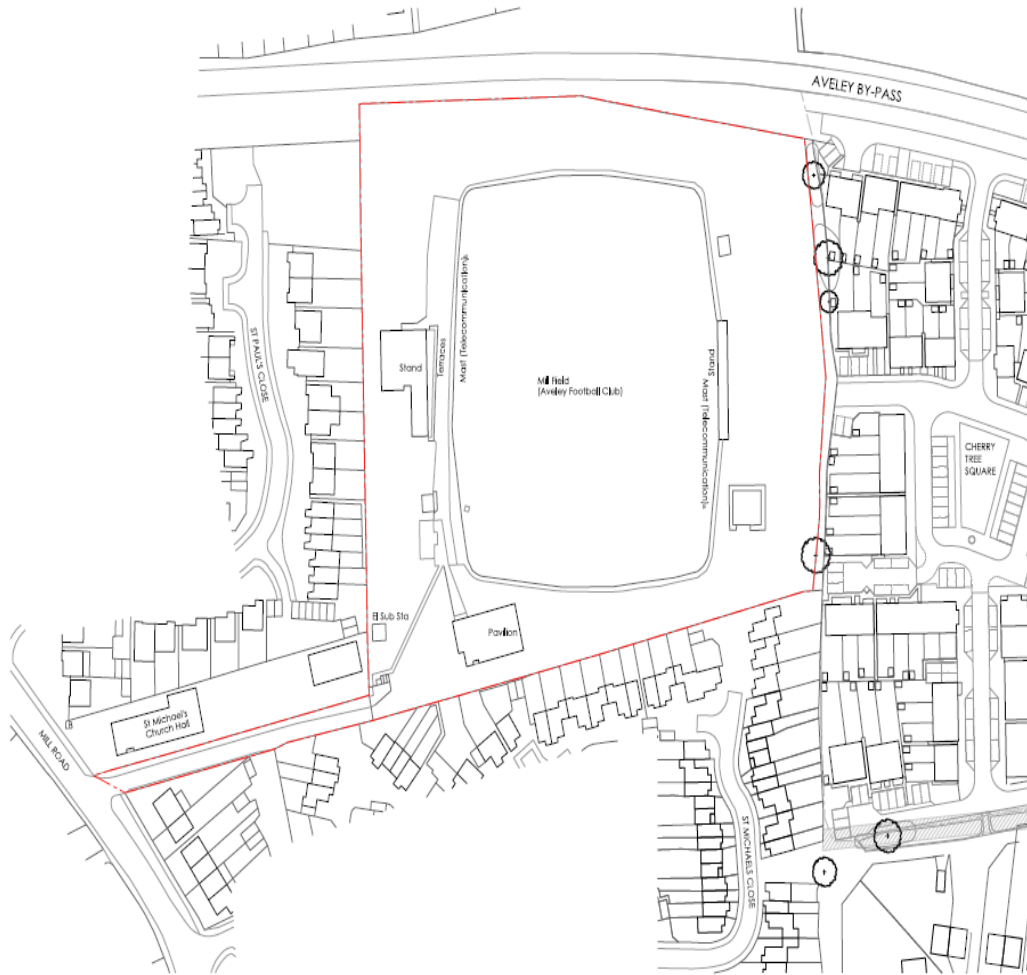 AVELEY BY-PASS
ST PAUL'S CLOSE
Stand
Terraces
Mast (Telecommunication)
Mill Field
(Aveley Football Club)
Stand
Mast (Telecommunication)
CHERRY
TREE
SQUARE
El Sub Sta
Pavilion
St Michael's
Church Hall
MILL ROAD
ST MICHAELS CLOSE